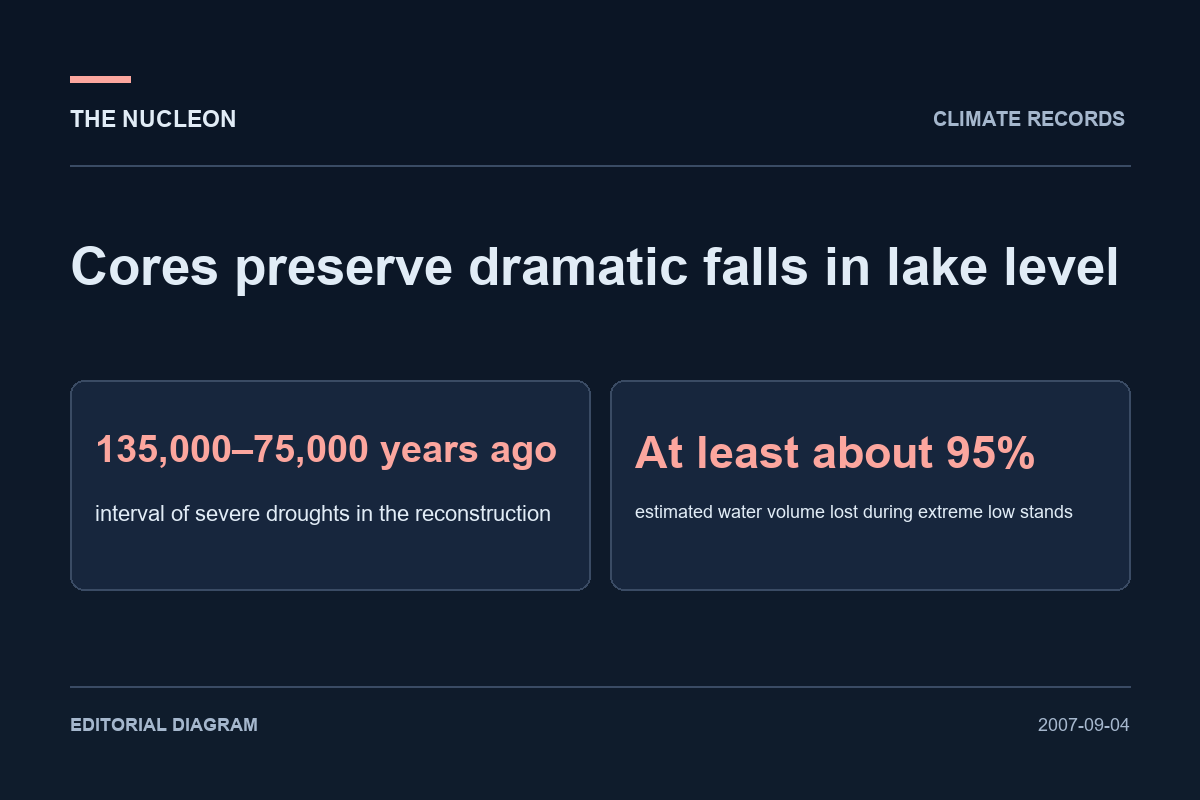 THE NUCLEON
CLIMATE RECORDS
Cores preserve dramatic falls in lake level
135,000–75,000 years ago
interval of severe droughts in the reconstruction
At least about 95%
estimated water volume lost during extreme low stands
EDITORIAL DIAGRAM
2007-09-04